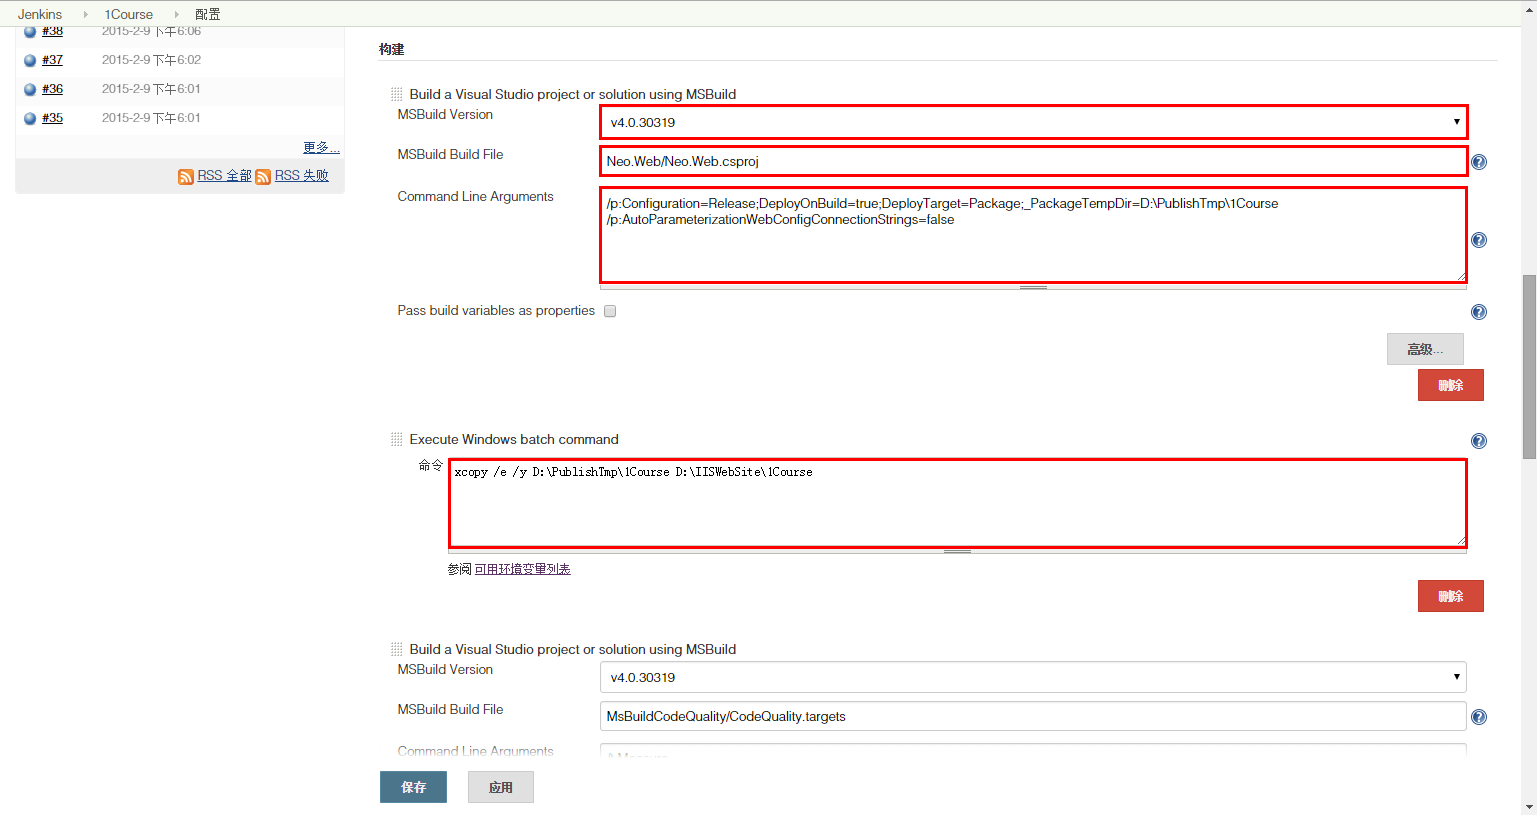 Jenkins 1Course 配置
#38 2015-2-9 下午6:06
#37 2015-2-9 下午6:02
#36 2015-2-9 下午6:01
#35 2015-2-9 下午6:01
更多...
RSS 全部 RSS 失败
构建
Build a Visual Studio project or solution using MSBuild
MSBuild Version
v4.0.30319
MSBuild Build File
Neo.Web/Neo.Web.csproj
Command Line Arguments
/p:Configuration=Release;DeployOnBuild=true;DeployTarget=Package;_PackageTempDir=D:\PublishTmp\1Course
/p:AutoParameterizationWebConfigConnectionStrings=false
Pass build variables as properties
高级...
删除
Execute Windows batch command
命令
xcopy /e /y D:\PublishTmp\1Course D:\IISWebSite\1Course
参阅 可用环境变量列表
删除
Build a Visual Studio project or solution using MSBuild
MSBuild Version
v4.0.30319
MSBuild Build File
MsBuildCodeQuality/CodeQuality.targets
Command Line Arguments
保存 应用